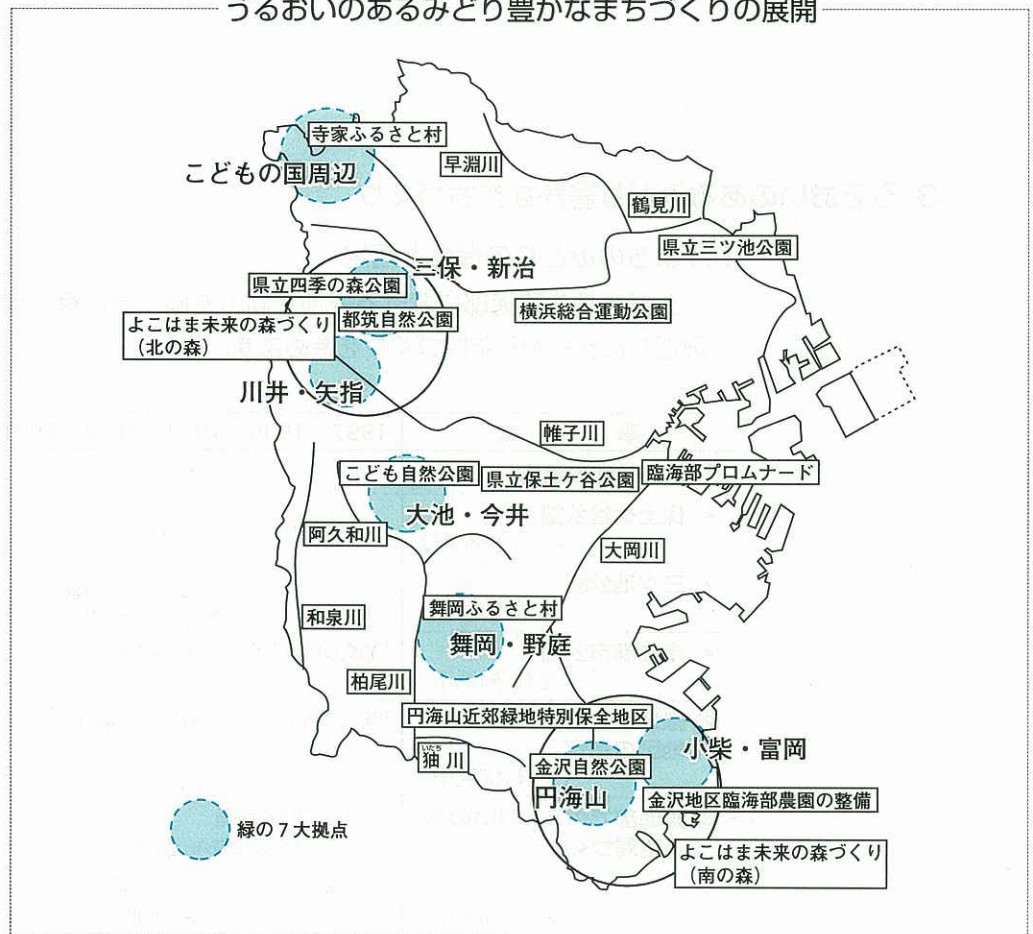 うるおいのあるみどり豊かなまちづくりの展開
寺家ふるさと村
こどもの国周辺
早淵川
鶴見川
県立三ツ池公園
三保・新治
県立四季の森公園
都筑自然公園
横浜総合運動公園
よこはま未来の森づくり
(北の森)
川井・矢指
帷子川
こども自然公園
県立保土ケ谷公園
臨海部プロムナード
大池・今井
阿久和川
大岡川
和泉川
舞岡ふるさと村
舞岡・野庭
柏尾川
円海山近郊緑地特別保全地区
いたち
㹨川
小柴・富岡
金沢自然公園
円海山
金沢地区臨海部農園の整備
緑の7大拠点
よこはま未来の森づくり
(南の森)